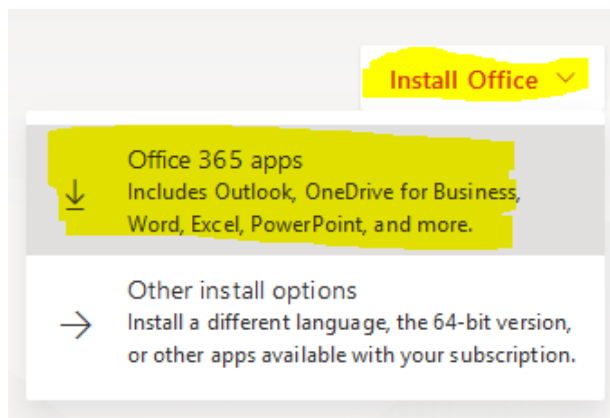 Install Office
Office 365 apps
Includes Outlook, OneDrive for Business,
Word, Excel, PowerPoint, and more.
Other install options
Install a different language, the 64-bit version,
or other apps available with your subscription.